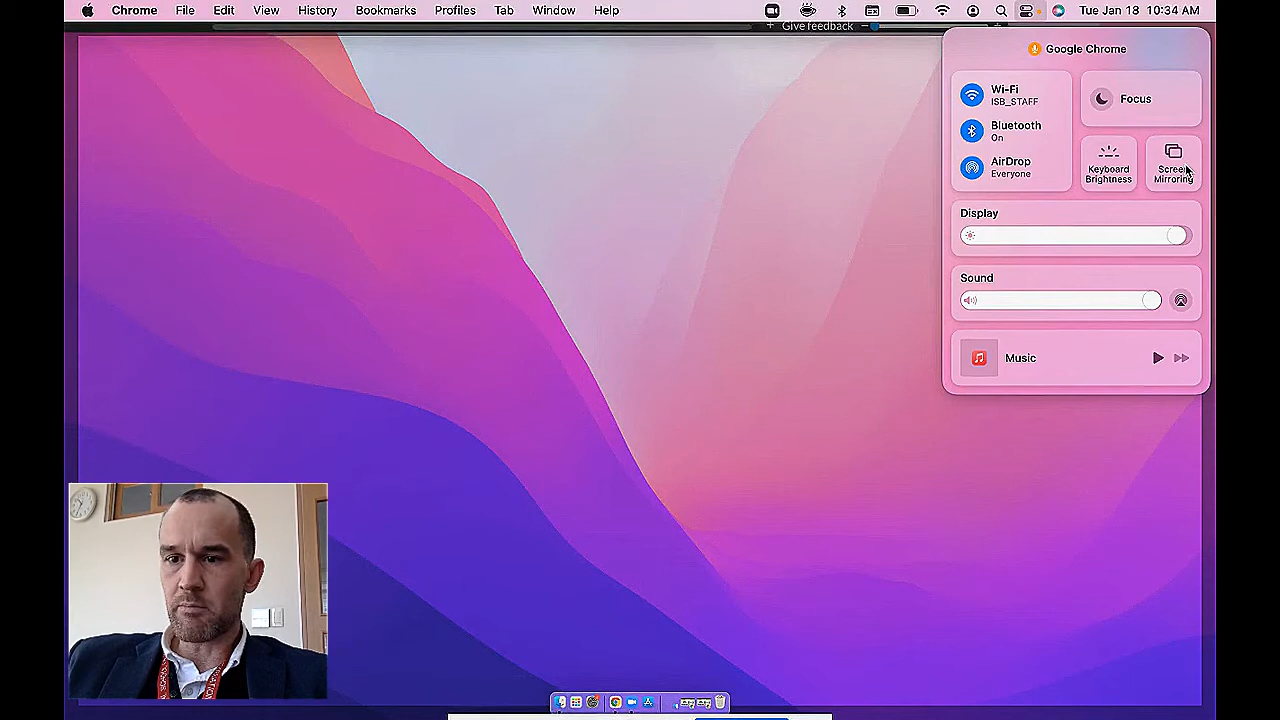 Chrome File Edit View History Bookmarks Profiles Tab Window Help Tue Jan 18 10:34 AM
Give feedback
Google Chrome
Wi-Fi
ISB_STAFF
Focus
Bluetooth
On
AirDrop
Everyone
Keyboard
Brightness
Screen
Mirroring
Display
Sound
Music